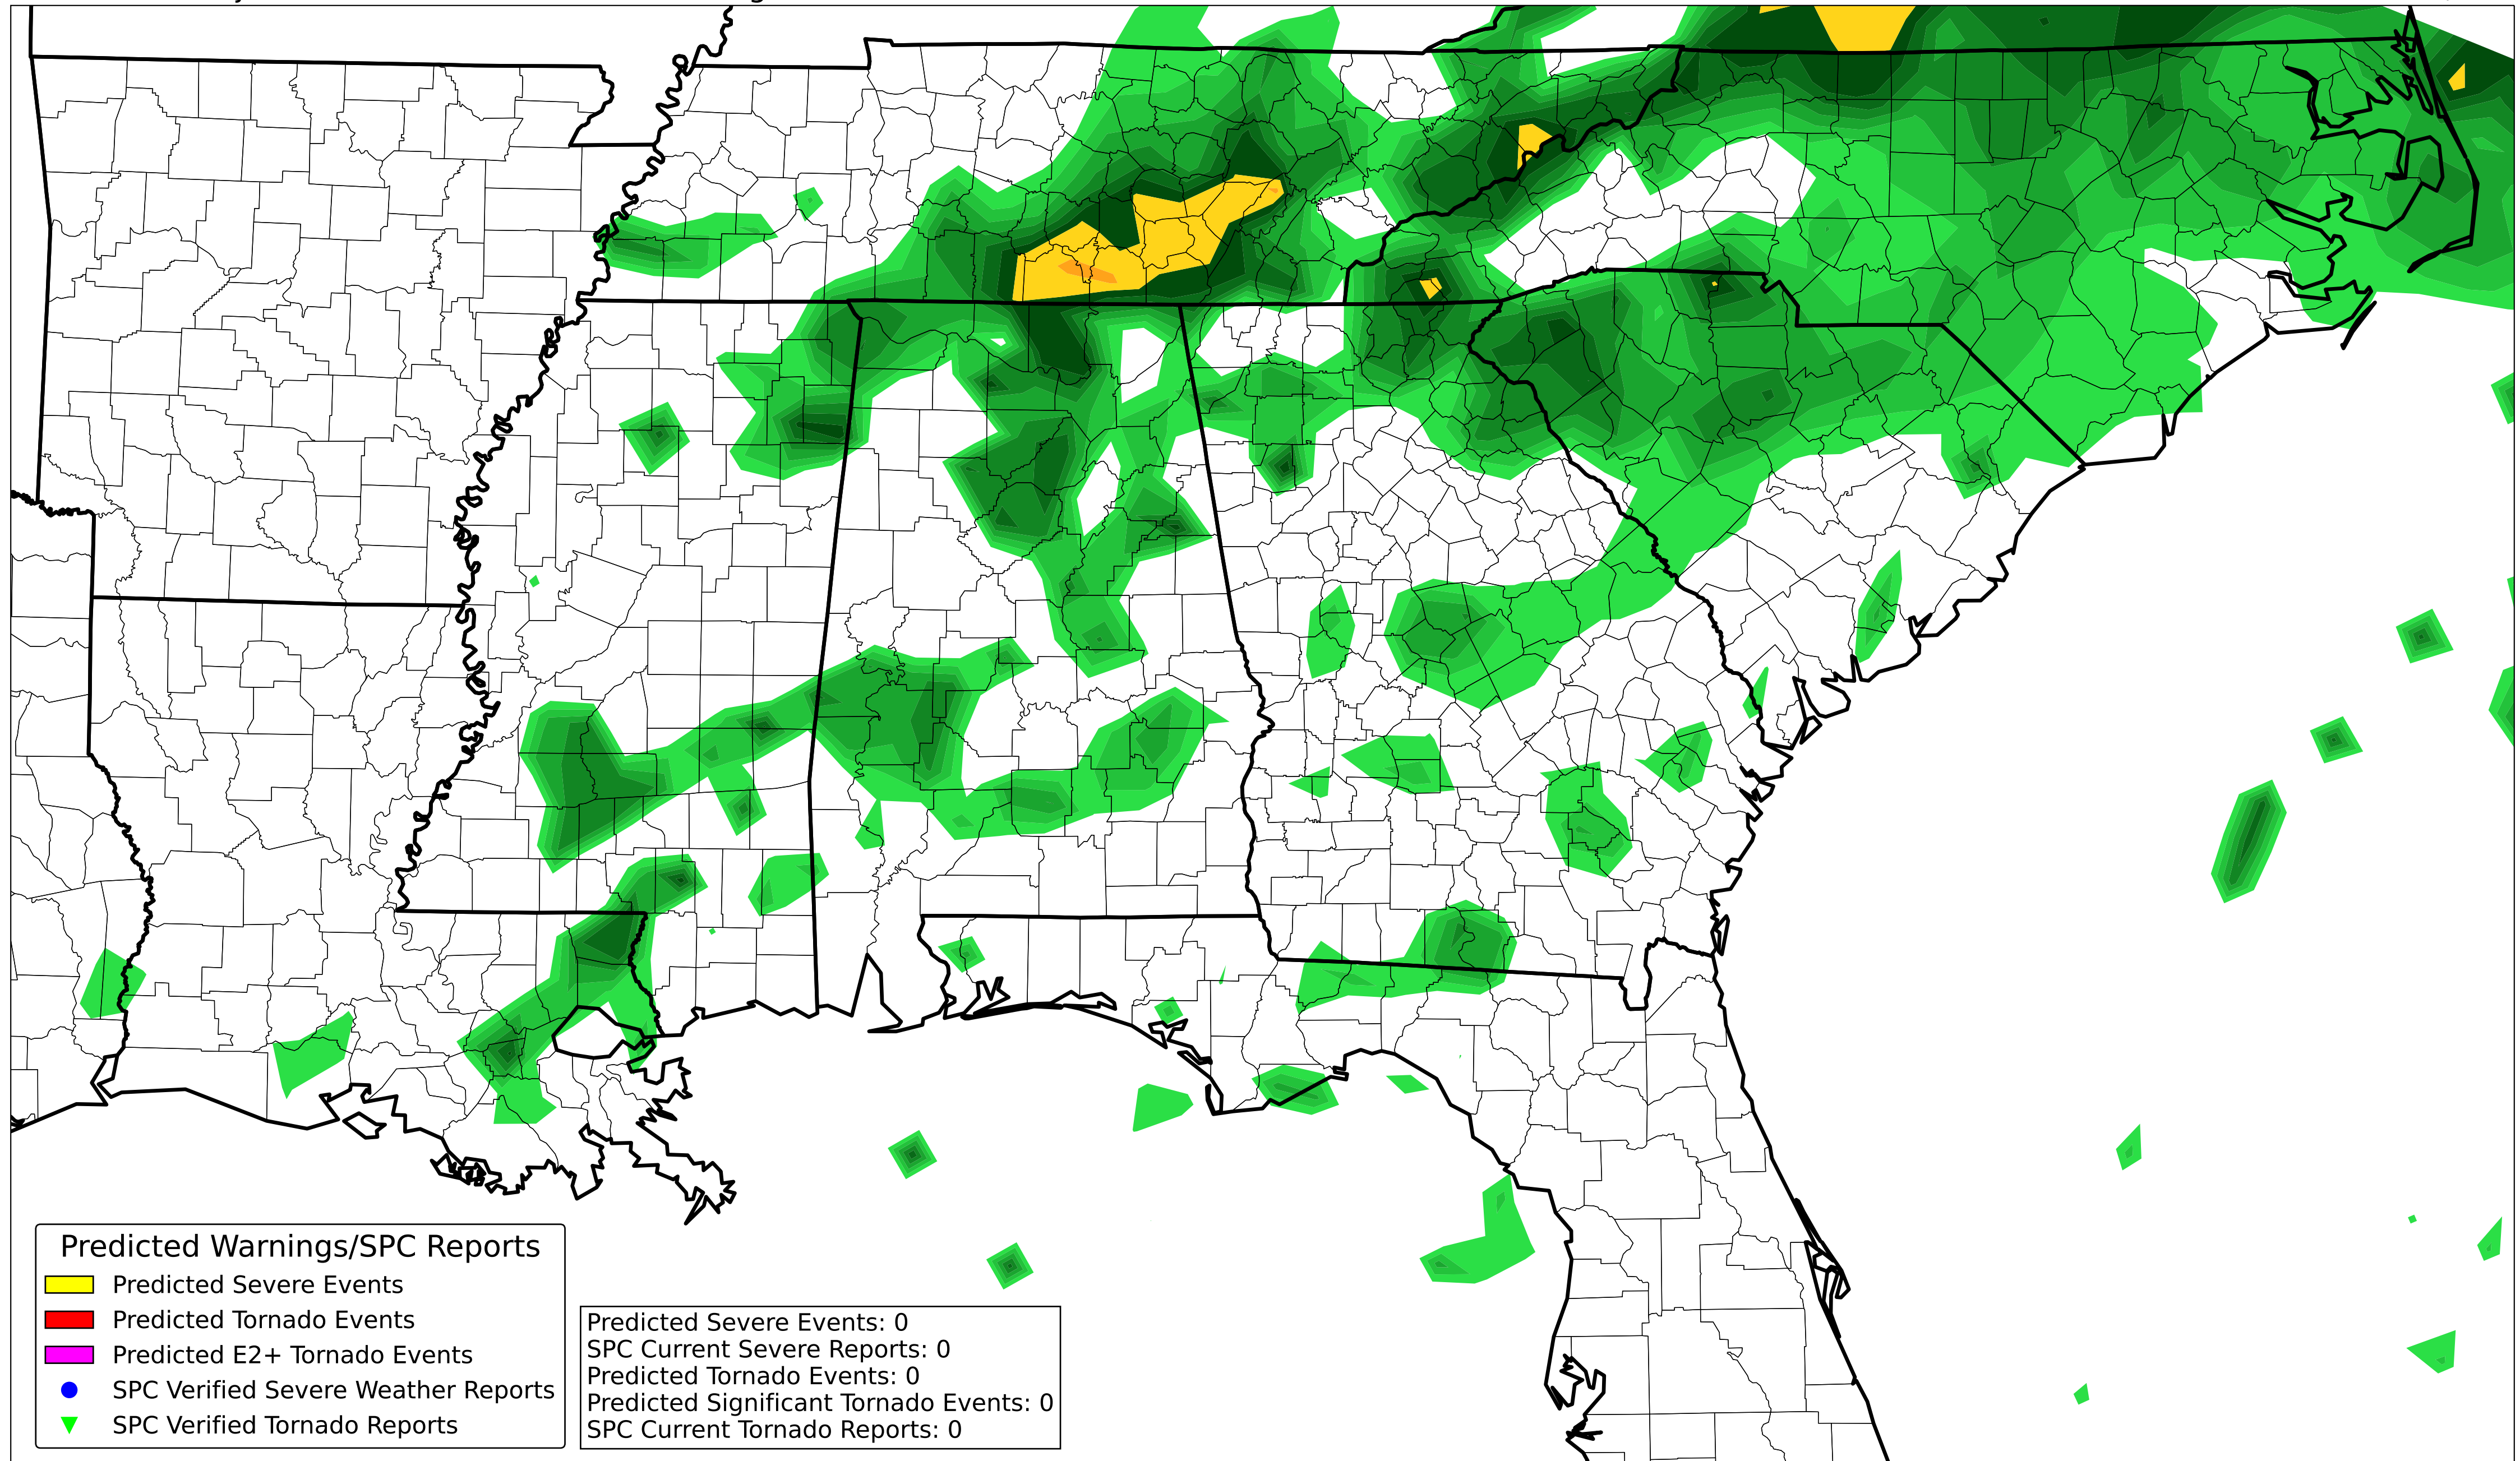 Predicted Warnings/SPC Reports
Predicted Severe Events
Predicted Tornado Events
Predicted E2+ Tornado Events
SPC Verified Severe Weather Reports
SPC Verified Tornado Reports
Predicted Severe Events: 0
SPC Current Severe Reports: 0
Predicted Tornado Events: 0
Predicted Significant Tornado Events: 0
SPC Current Tornado Reports: 0